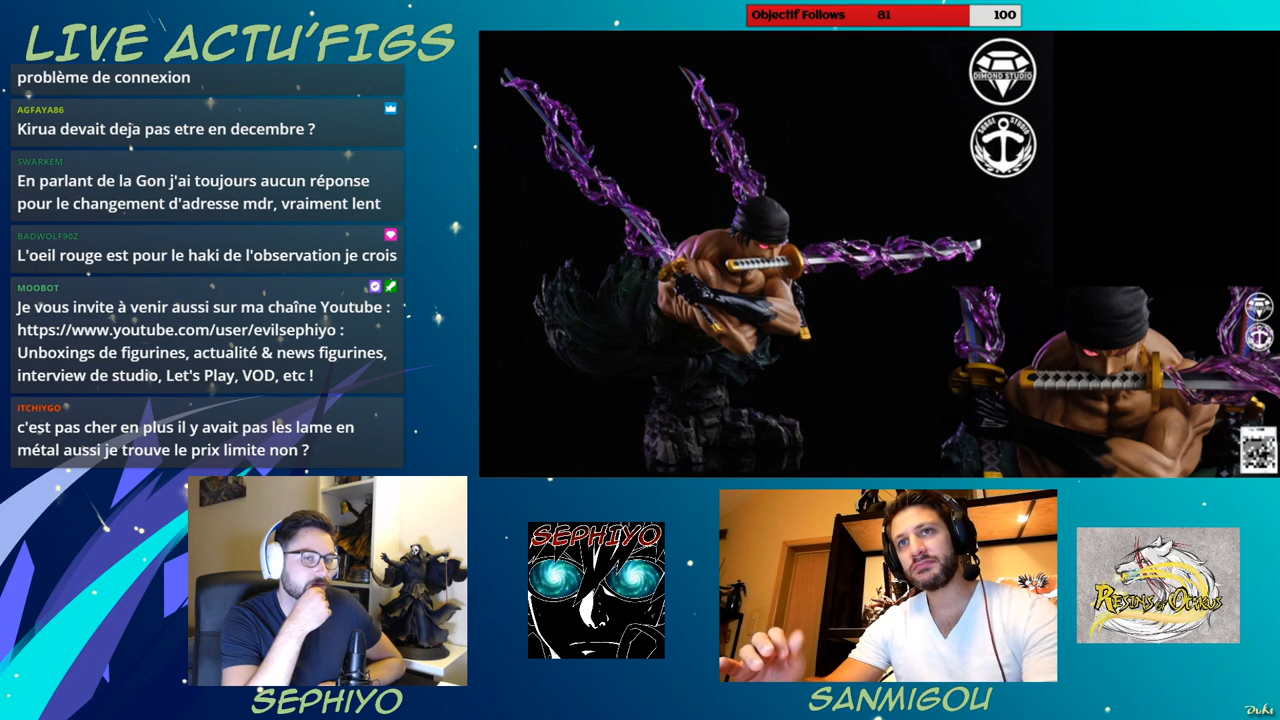 Objectif Follows 81 100
LIVE ACTU'FIGS
problème de connexion
AGFAYA86
Kirua devait deja pas etre en decembre ?
SWARKEM
En parlant de la Gon j'ai toujours aucun réponse
pour le changement d'adresse mdr, vraiment lent
BADWOLF90Z
L'oeil rouge est pour le haki de l'observation je crois
MOOBOT
Je vous invite à venir aussi sur ma chaîne Youtube :
https://www.youtube.com/user/evilsephiyo :
Unboxings de figurines, actualité & news figurines,
interview de studio, Let's Play, VOD, etc !
ITCHIYGO
c'est pas cher en plus il y avait pas les lame en
métal aussi je trouve le prix limite non ?
DIMOND STUDIO
SURGE STUDIO
SEPHIYO
RESINS of OTAKUS
SEPHIYO
SANMIGOU